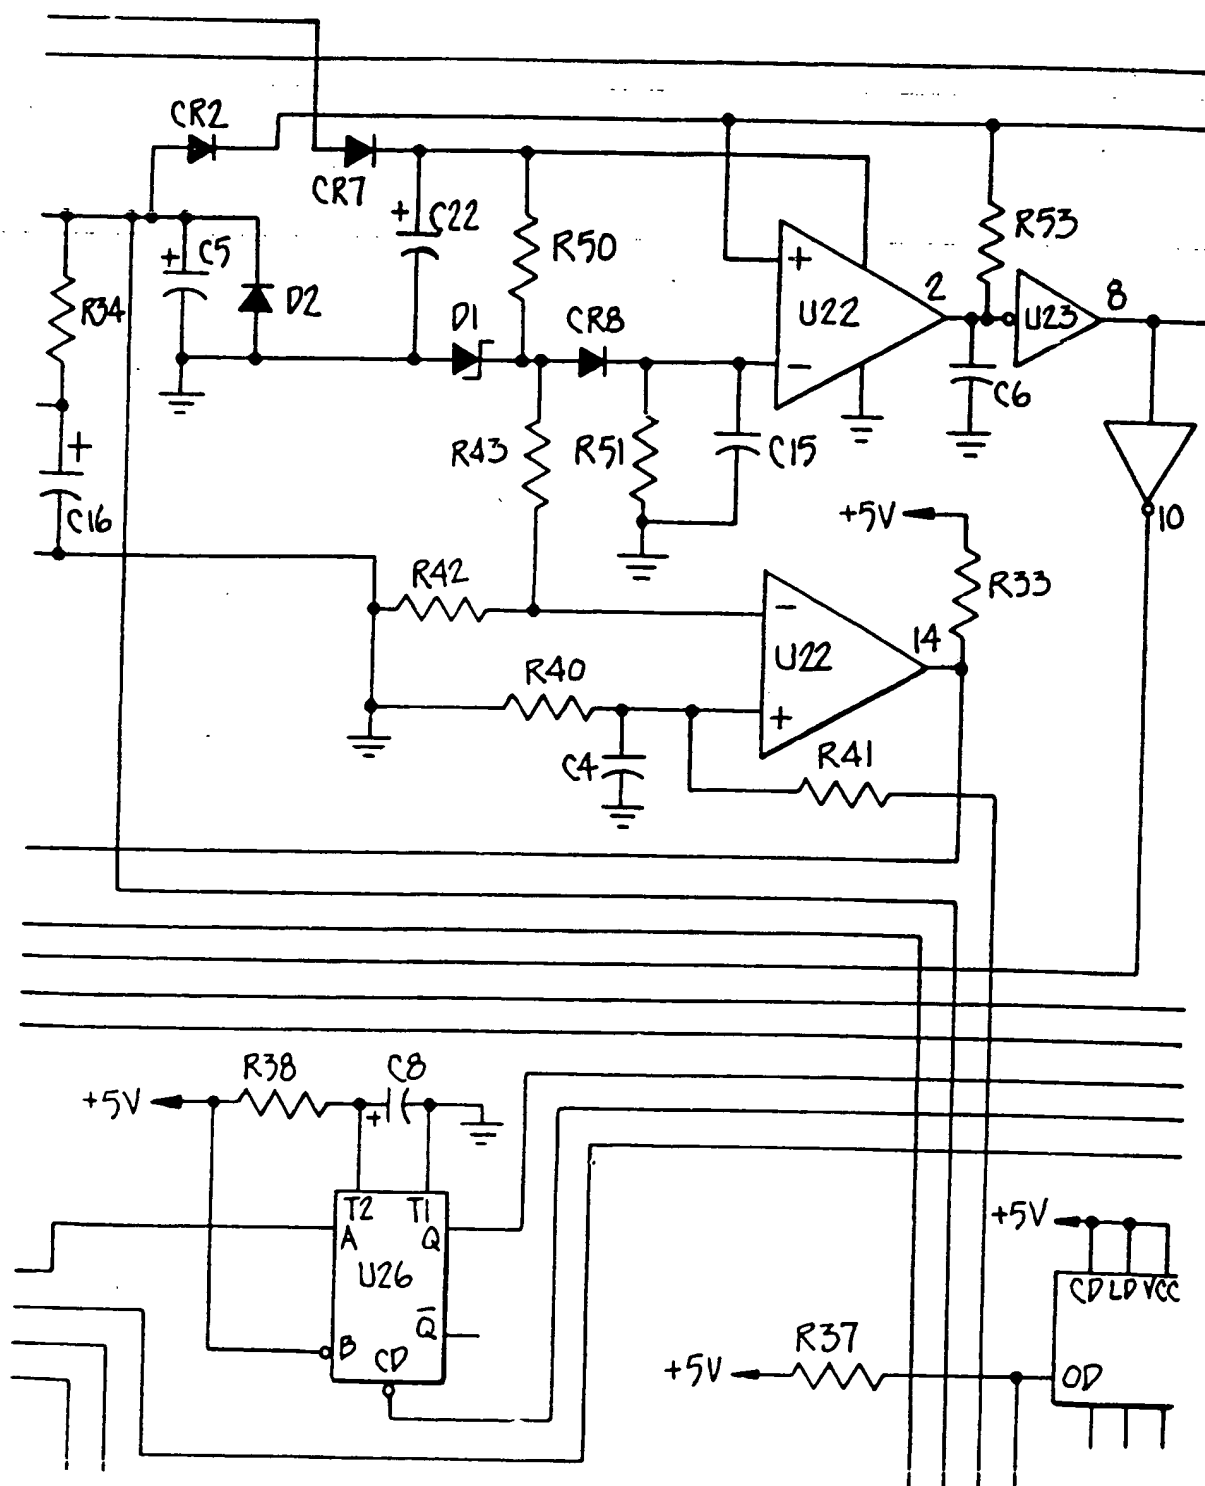 CR2
CR7
+ C22
R50
R53
+ C5
R34
D2
D1
CR8
+
U22
-
2
U23
8
C6
+
C16
R43
R51
C15
10
+5V
R33
R42
-
U22
14
+
R40
C4
R41
R38
C8
+5V
+
T2 T1
A Q
U26
Q̅
B
CD
+5V
CD LD VCC
R37
+5V
OD